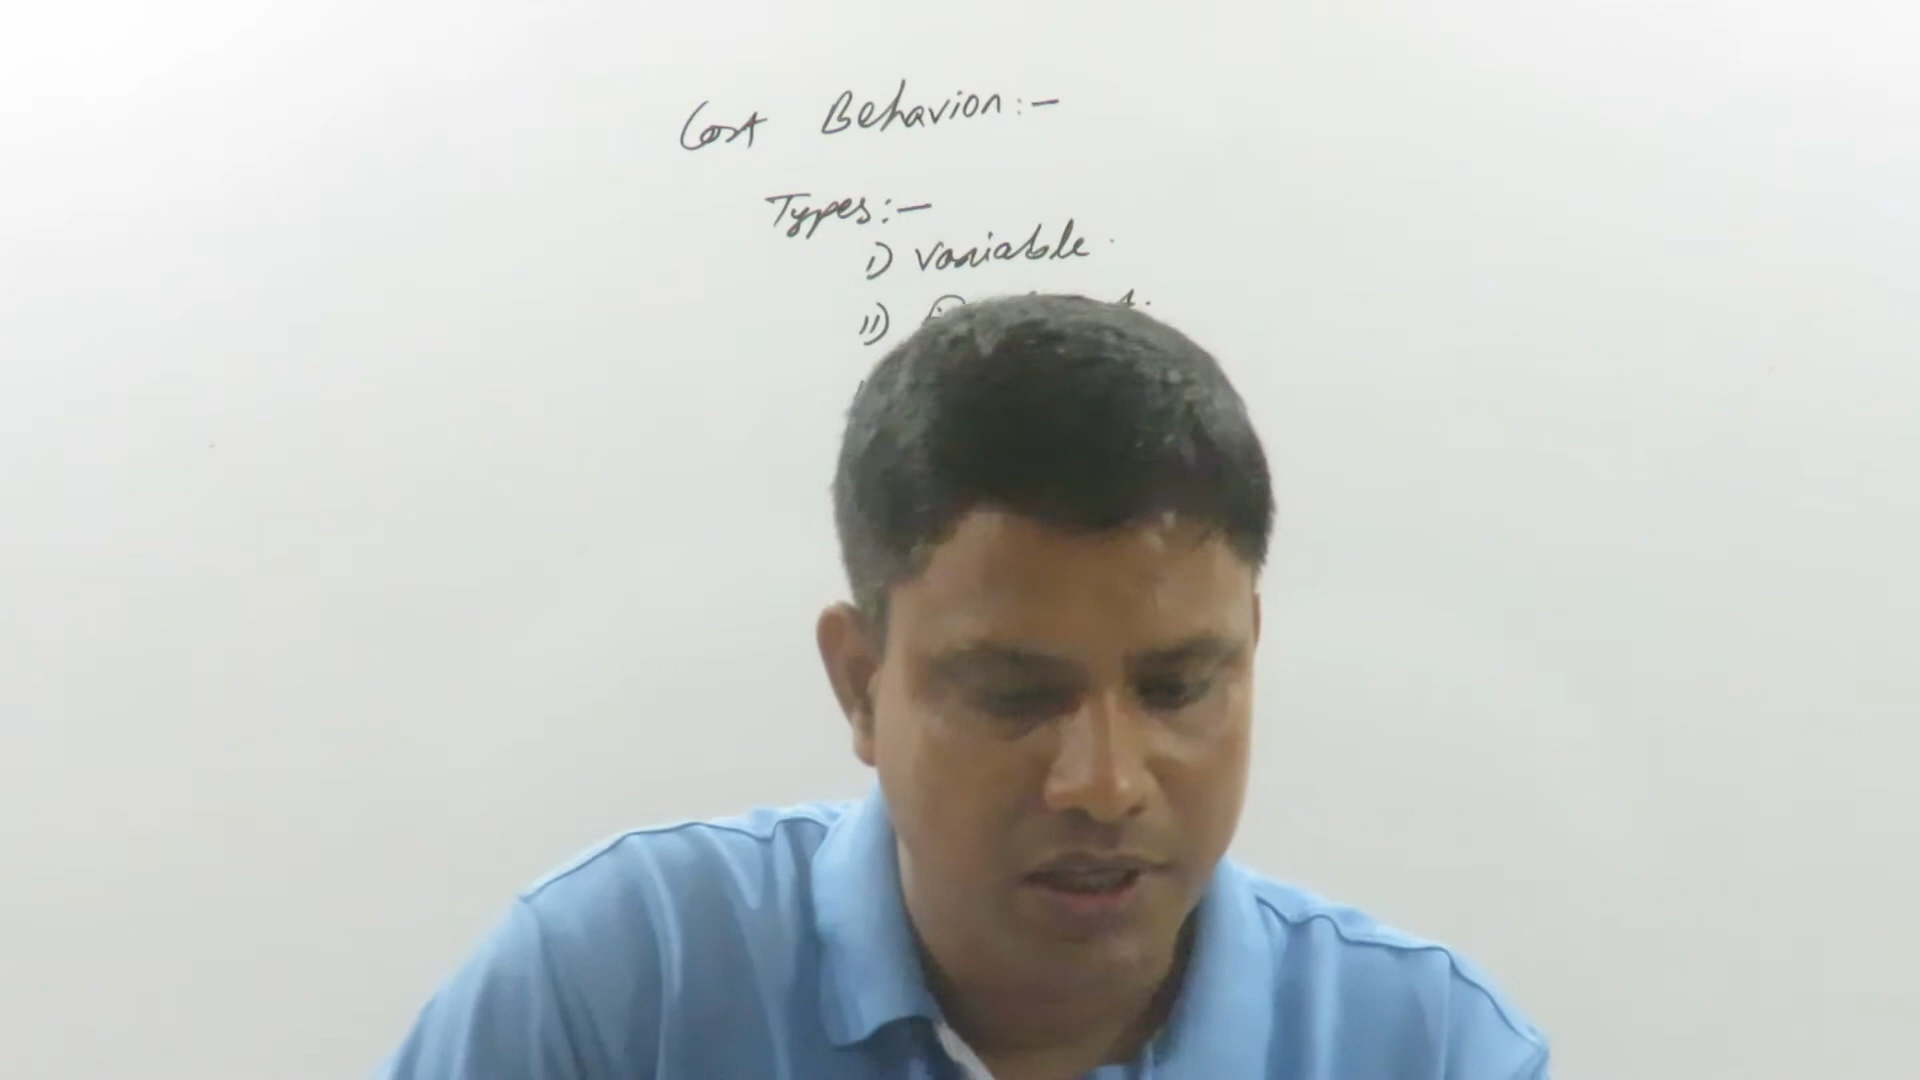 Cost Behavior:-
Types:-
i) variable.
ii)